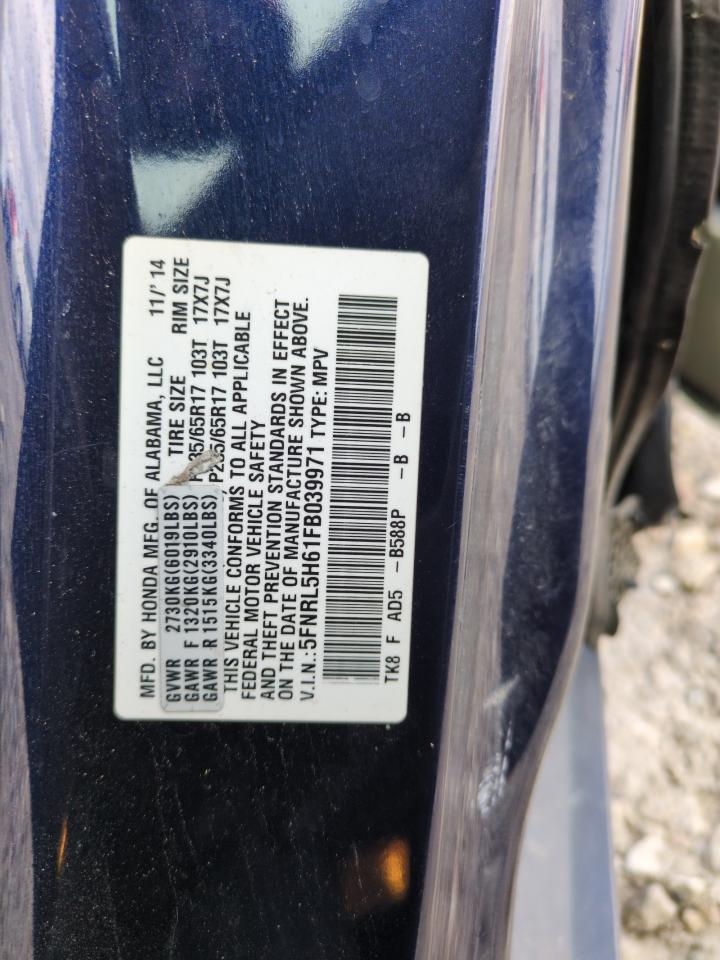 MFD. BY HONDA MFG. OF ALABAMA, LLC 11/'14
TIRE SIZE RIM SIZE
GVWR 2730KG(6019LBS)
GAWR F 1320KG(2910LBS) P235/65R17 103T 17X7J
GAWR R 1515KG(3340LBS) P235/65R17 103T 17X7J
THIS VEHICLE CONFORMS TO ALL APPLICABLE
FEDERAL MOTOR VEHICLE SAFETY
AND THEFT PREVENTION STANDARDS IN EFFECT
ON THE DATE OF MANUFACTURE SHOWN ABOVE.
V.I.N.:5FNRL5H61FB039971 TYPE: MPV
TK8 F AD5 -B588P -B -B